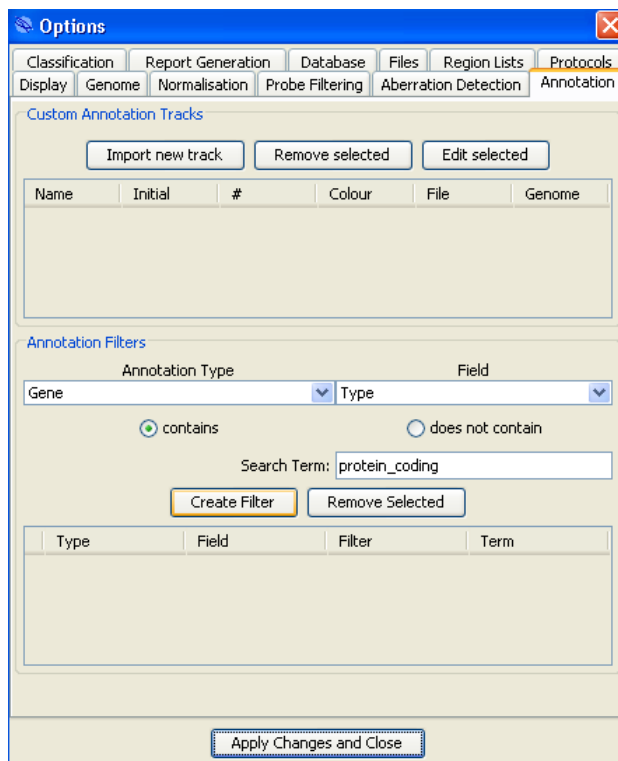 Options
Classification Report Generation Database Files Region Lists Protocols
Display Genome Normalisation Probe Filtering Aberration Detection Annotation
Custom Annotation Tracks
Import new track Remove selected Edit selected
Name Initial # Colour File Genome
Annotation Filters
Annotation Type Field
Gene Type
contains does not contain
Search Term: protein_coding
Create Filter Remove Selected
Type Field Filter Term
Apply Changes and Close